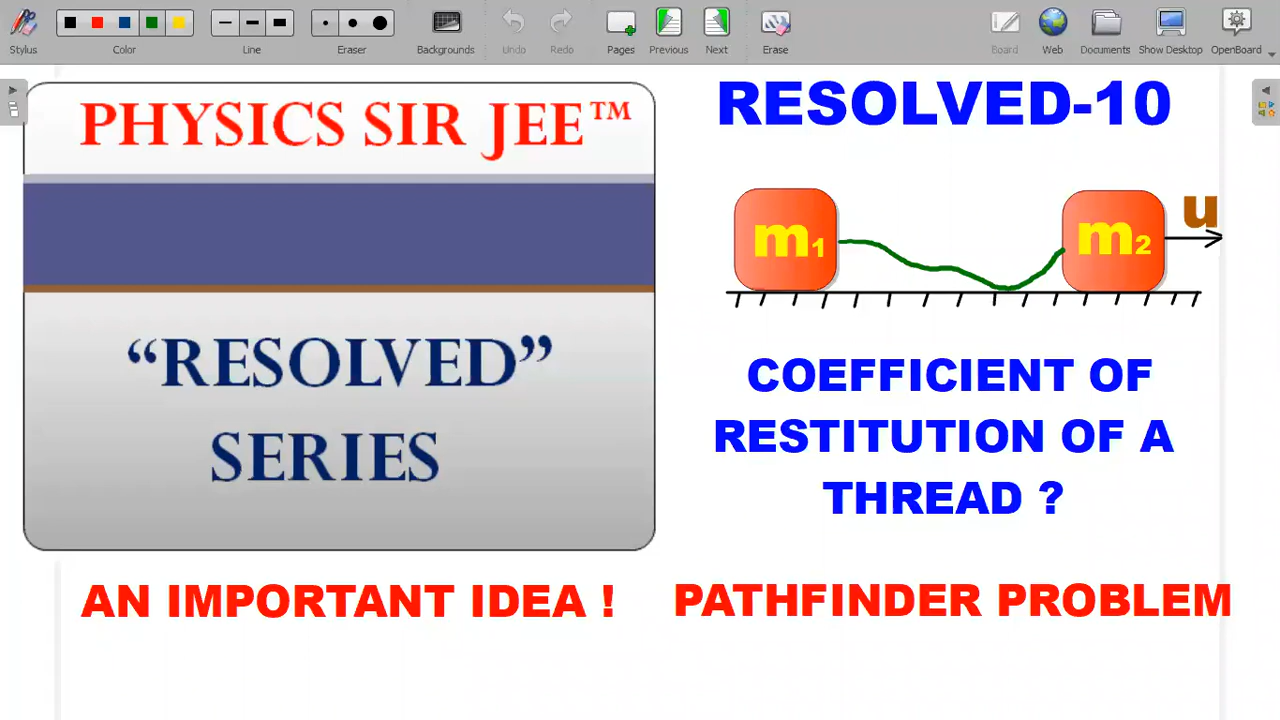 Stylus
Color
Line
Eraser
Backgrounds
Undo
Redo
Pages
Previous
Next
Erase
Board
Web
Documents
Show Desktop
OpenBoard
PHYSICS SIR JEE™
“RESOLVED”
SERIES
RESOLVED-10
m₁
m₂
u
COEFFICIENT OF
RESTITUTION OF A
THREAD ?
AN IMPORTANT IDEA !
PATHFINDER PROBLEM